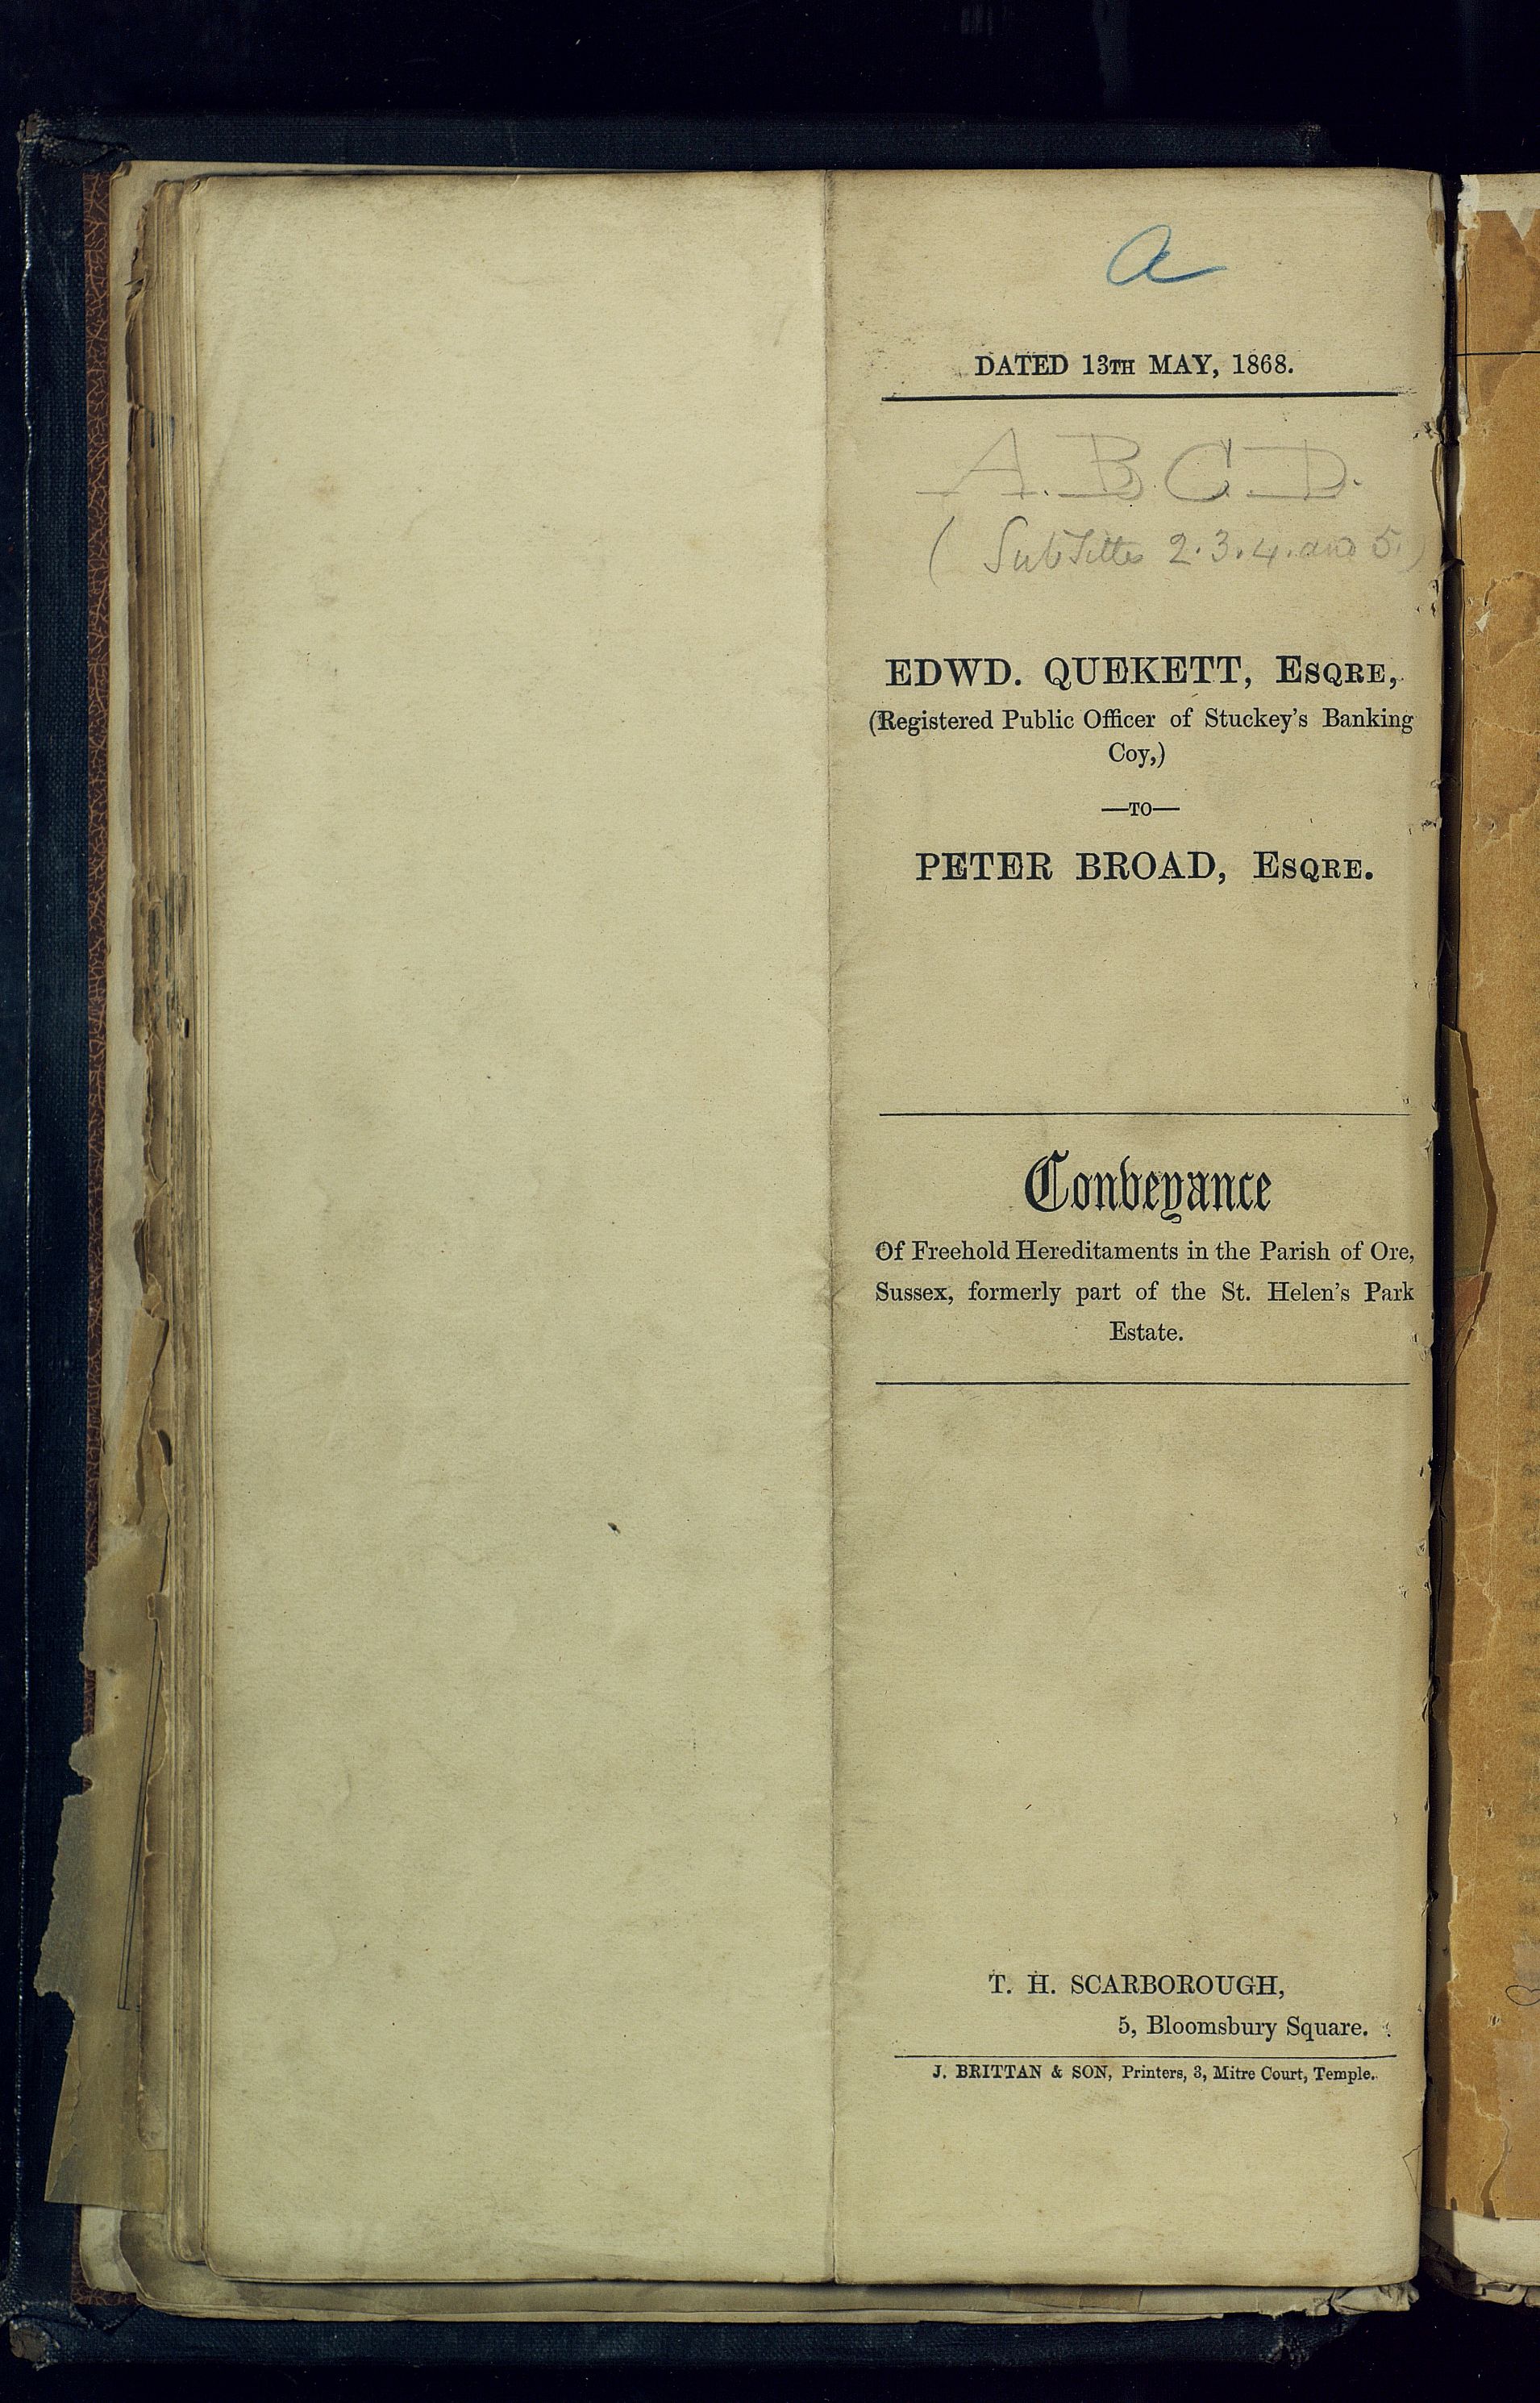 a
DATED 13TH MAY, 1868.
A. B. C. D.
(Sub Titles 2. 3. 4. and 5.)
EDWD. QUEKETT, ESQRE,
(Registered Public Officer of Stuckey's Banking
Coy,)
—TO—
PETER BROAD, ESQRE.
Conveyance
Of Freehold Hereditaments in the Parish of Ore,
Sussex, formerly part of the St. Helen's Park
Estate.
T. H. SCARBOROUGH,
5, Bloomsbury Square.
J. BRITTAN & SON, Printers, 3, Mitre Court, Temple.